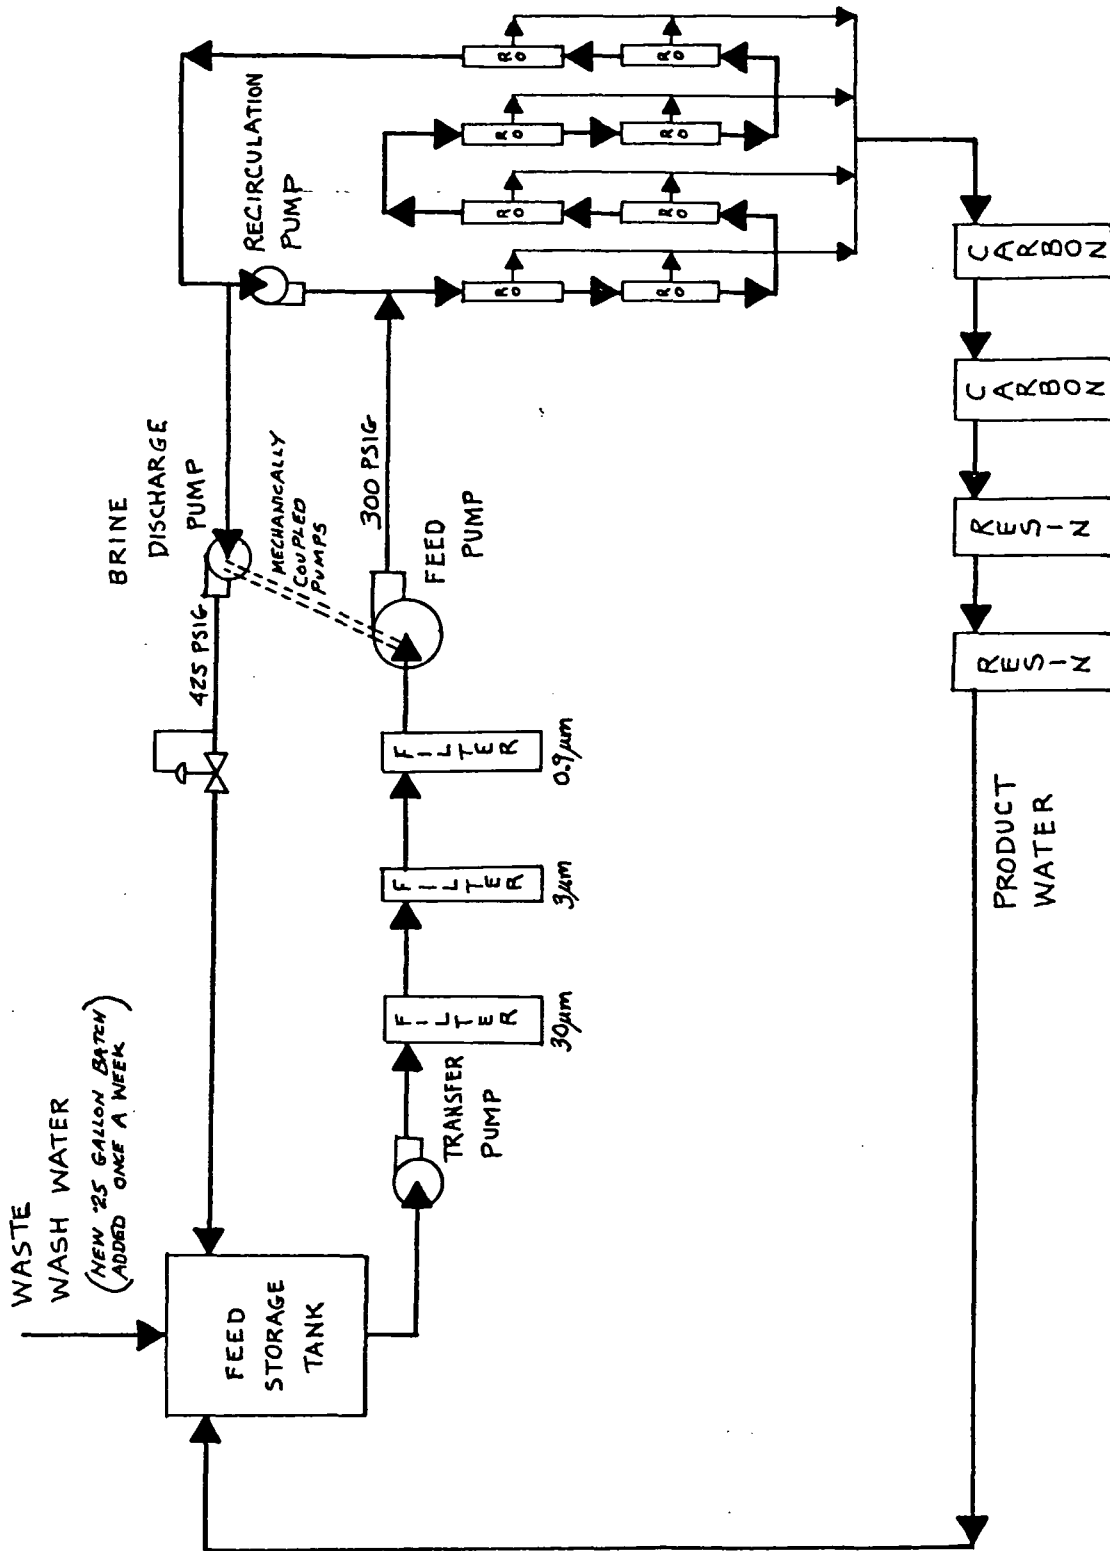 WASTE
WASH WATER
(NEW 25 GALLON BATCH
ADDED ONCE A WEEK)
FEED
STORAGE
TANK
TRANSFER
PUMP
FILTER
30µm
FILTER
3µm
FILTER
0.9µm
425 PSIG
BRINE
DISCHARGE
PUMP
MECHANICALLY
COUPLED
PUMPS
FEED
PUMP
300 PSIG
RECIRCULATION
PUMP
RO
RO
RO
RO
RO
RO
RO
RO
CARBON
CARBON
RESIN
RESIN
PRODUCT
WATER